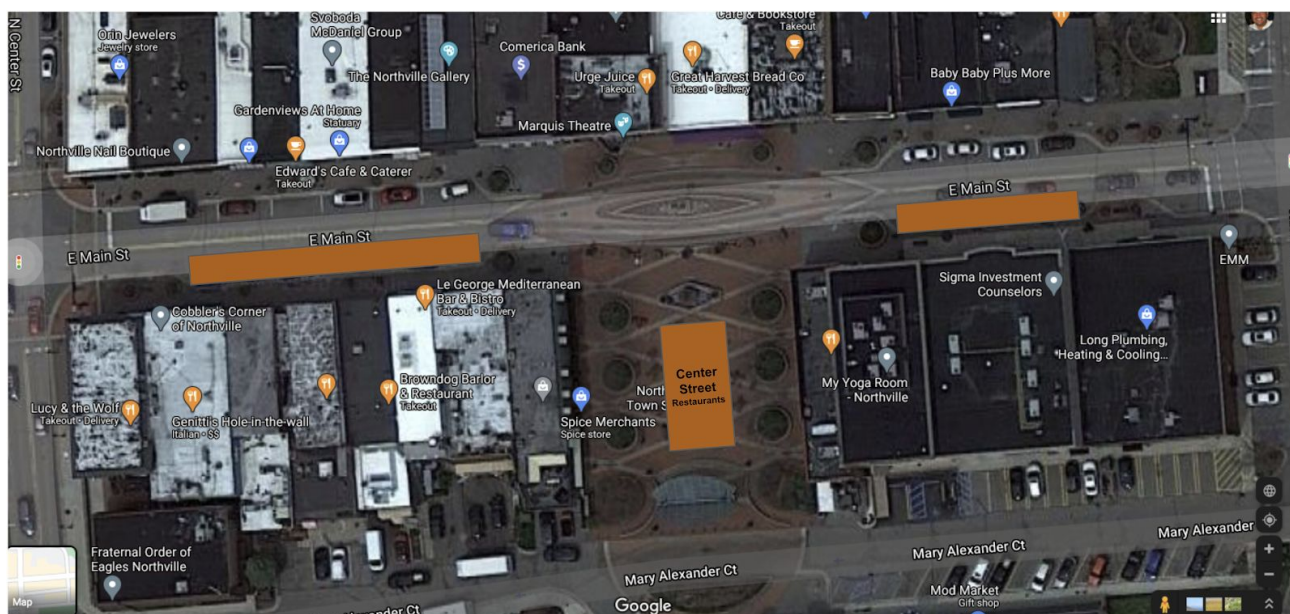 N Center St
Orin Jewelers
Jewelry store
Svoboda
McDaniel Group
The Northville Gallery
Comerica Bank
Urge Juice
Takeout
Cafe & Bookstore
Takeout
Great Harvest Bread Co
Takeout • Delivery
Baby Baby Plus More
Gardenviews At Home
Statuary
Marquis Theatre
Northville Nail Boutique
Edward's Cafe & Caterer
Takeout
E Main St
E Main St
E Main St
EMM
Le George Mediterranean
Bar & Bistro
Takeout • Delivery
Cobbler's Corner
of Northville
Sigma Investment
Counselors
Long Plumbing,
Heating & Cooling...
Center
Street
Restaurants
North
Town S
My Yoga Room
- Northville
Browndog Barlor
& Restaurant
Takeout
Lucy & the Wolf
Takeout • Delivery
Genitti's Hole-in-the-wall
Italian • $$
Spice Merchants
Spice store
Fraternal Order of
Eagles Northville
Mary Alexander Ct
Mary Alexander
Alexander Ct
Mod Market
Gift shop
Map
Google